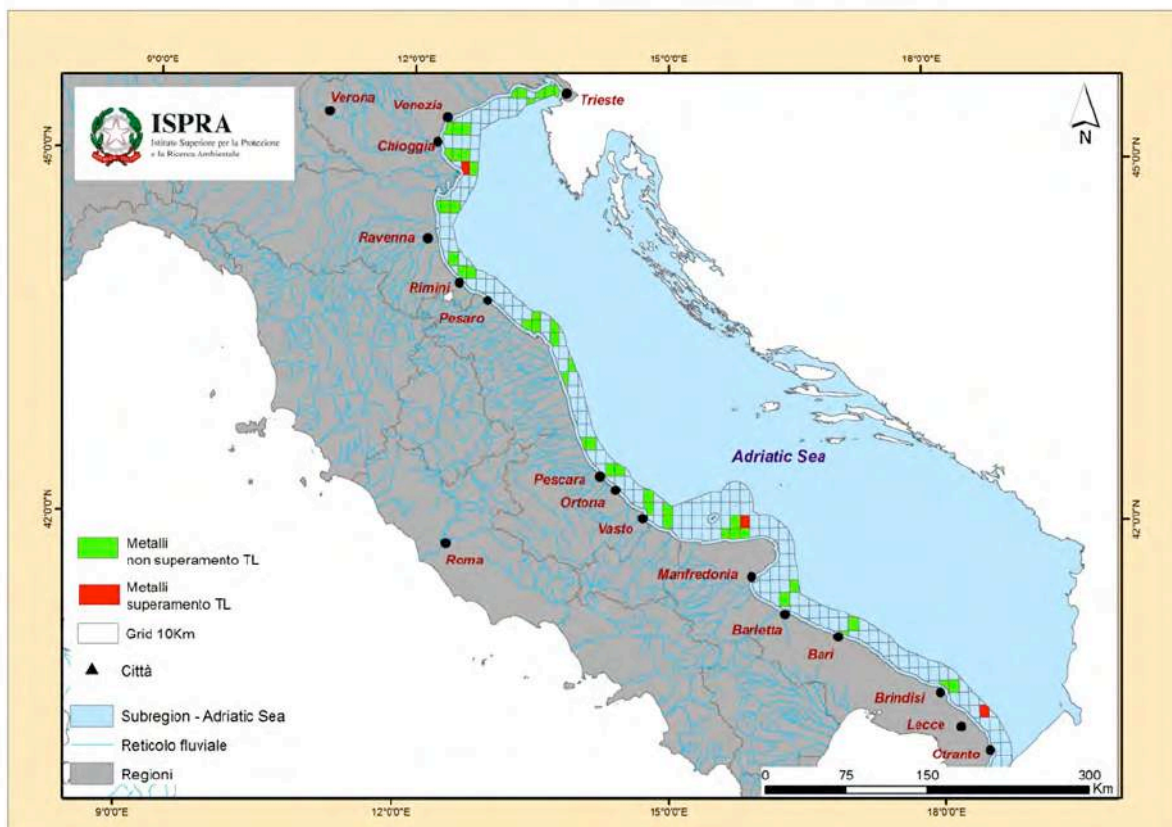 9°0'0"E
12°0'0"E
15°0'0"E
18°0'0"E
ISPRA
Istituto Superiore per la Protezione
e la Ricerca Ambientale
45°0'0"N
45°0'0"N
N
Verona
Venezia
Trieste
Chioggia
Ravenna
Rimini
Pesaro
Adriatic Sea
Pescara
Ortona
Vasto
42°0'0"N
42°0'0"N
Roma
Manfredonia
Barletta
Bari
Brindisi
Lecce
Otranto
Metalli
non superamento TL
Metalli
superamento TL
Grid 10Km
Città
Subregion - Adriatic Sea
Reticolo fluviale
Regioni
0 75 150 300
Km
9°0'0"E
12°0'0"E
15°0'0"E
18°0'0"E